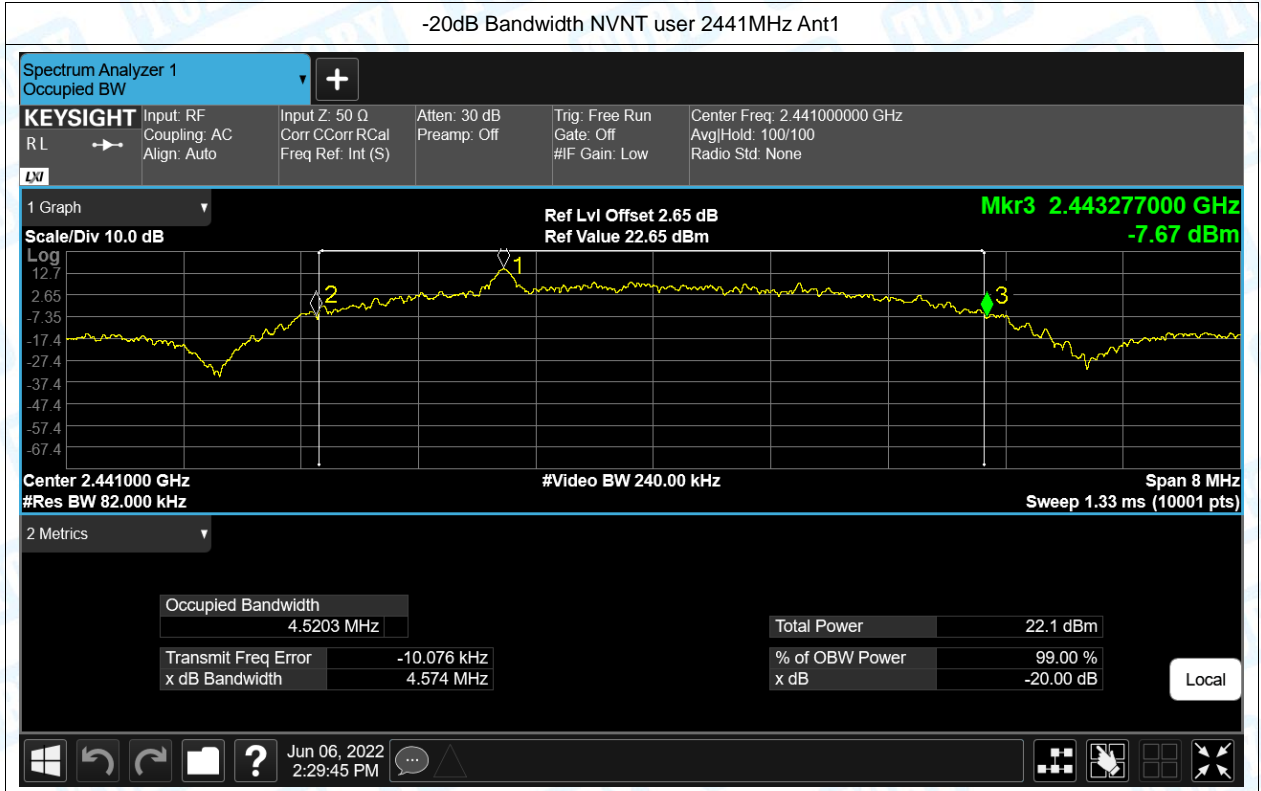 -20dB Bandwidth NVNT user 2441MHz Ant1
Spectrum Analyzer 1
Occupied BW
+
KEYSIGHT
R L
LXI
Input: RF
Coupling: AC
Align: Auto
Input Z: 50 Ω
Corr CCorr RCal
Freq Ref: Int (S)
Atten: 30 dB
Preamp: Off
Trig: Free Run
Gate: Off
#IF Gain: Low
Center Freq: 2.441000000 GHz
Avg|Hold: 100/100
Radio Std: None
1 Graph
Scale/Div 10.0 dB
Ref Lvl Offset 2.65 dB
Ref Value 22.65 dBm
Mkr3 2.443277000 GHz
-7.67 dBm
Log
12.7
2.65
-7.35
-17.4
-27.4
-37.4
-47.4
-57.4
-67.4
1
2
3
Center 2.441000 GHz
#Video BW 240.00 kHz
Span 8 MHz
#Res BW 82.000 kHz
Sweep 1.33 ms (10001 pts)
2 Metrics
Occupied Bandwidth
4.5203 MHz
Transmit Freq Error -10.076 kHz
x dB Bandwidth 4.574 MHz
Total Power 22.1 dBm
% of OBW Power 99.00 %
x dB -20.00 dB
Local
?
Jun 06, 2022
2:29:45 PM
TOBY